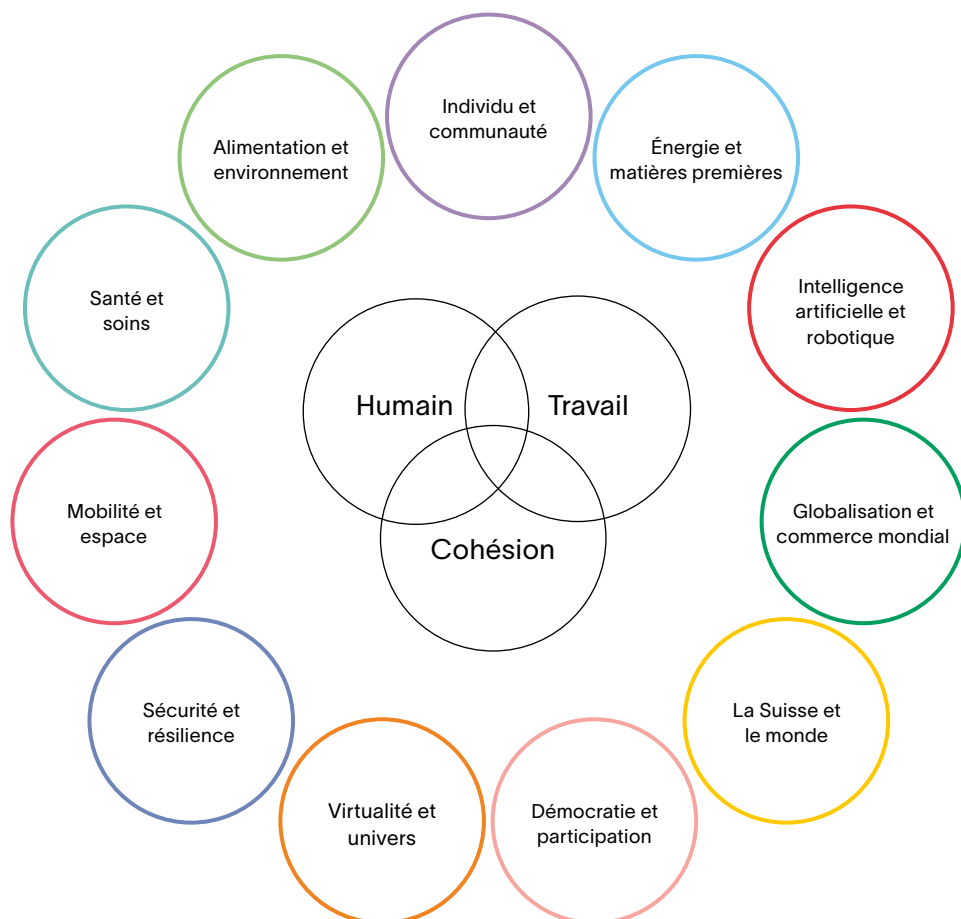 Individu et
communauté
Énergie et
matières premières
Intelligence
artificielle et
robotique
Globalisation et
commerce mondial
La Suisse et
le monde
Démocratie et
participation
Virtualité et
univers
Sécurité et
résilience
Mobilité et
espace
Santé et
soins
Alimentation et
environnement
Humain
Travail
Cohésion